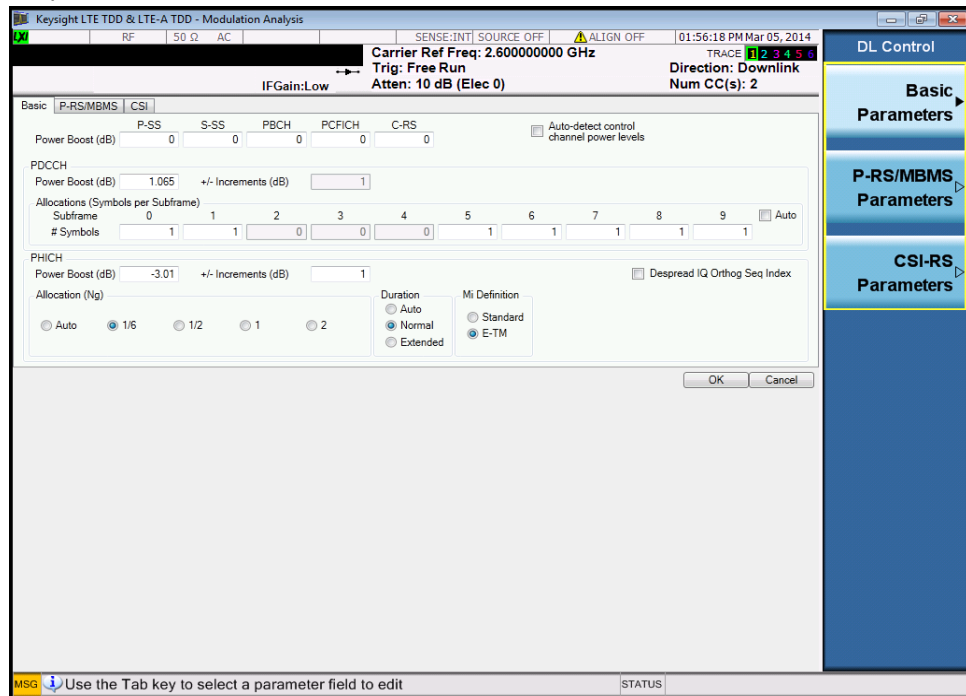 Keysight LTE TDD & LTE-A TDD - Modulation Analysis
LXI RF 50 Ω AC SENSE:INT SOURCE OFF ALIGN OFF 01:56:18 PM Mar 05, 2014
Carrier Ref Freq: 2.600000000 GHz TRACE 1 2 3 4 5 6
Trig: Free Run Direction: Downlink
IFGain:Low Atten: 10 dB (Elec 0) Num CC(s): 2
Basic P-RS/MBMS CSI
P-SS S-SS PBCH PCFICH C-RS Auto-detect control
Power Boost (dB) 0 0 0 0 0 channel power levels
PDCCH
Power Boost (dB) 1.065 +/- Increments (dB) 1
Allocations (Symbols per Subframe)
Subframe 0 1 2 3 4 5 6 7 8 9 Auto
# Symbols 1 1 0 0 0 1 1 1 1 1
PHICH
Power Boost (dB) -3.01 +/- Increments (dB) 1 Despread IQ Orthog Seq Index
Allocation (Ng) Duration Mi Definition
Auto 1/6 1/2 1 2
Auto
Normal
Extended
Standard
E-TM
OK Cancel
DL Control
Basic
Parameters
P-RS/MBMS
Parameters
CSI-RS
Parameters
MSG Use the Tab key to select a parameter field to edit STATUS